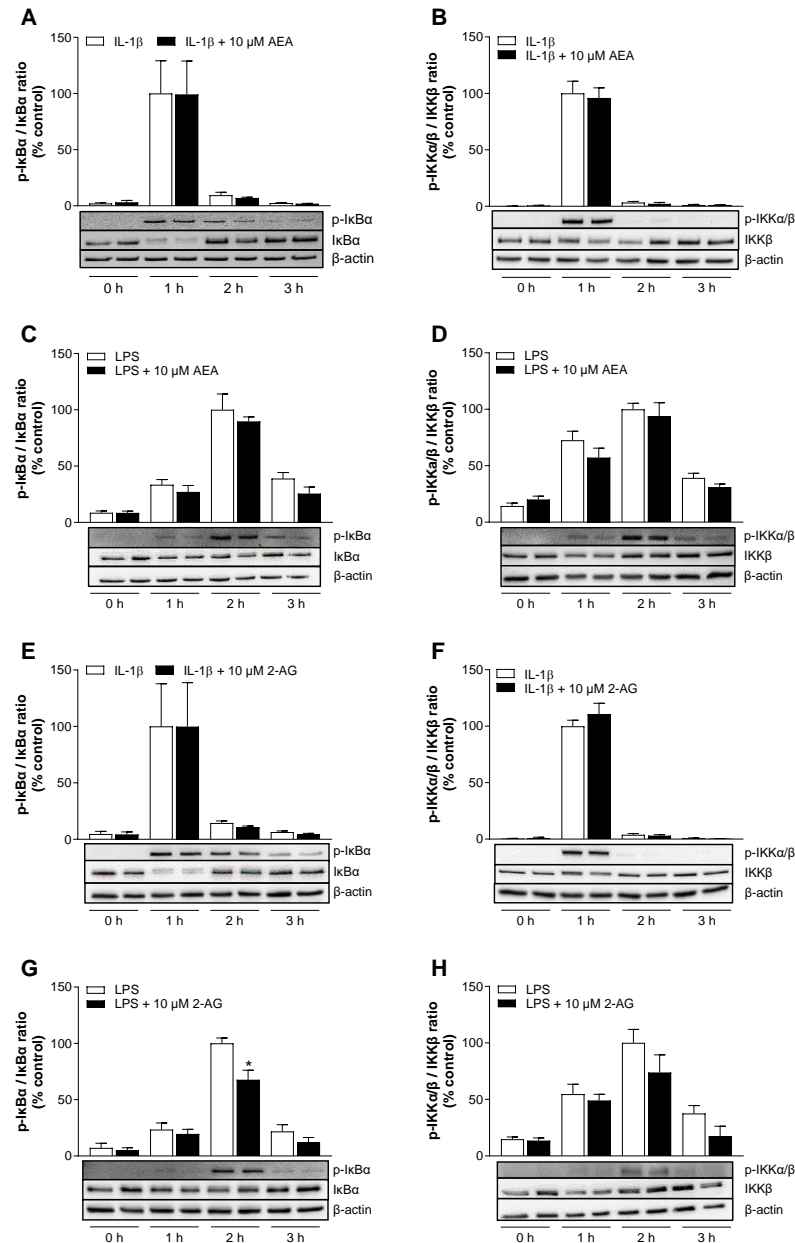 A
IL-1β IL-1β + 10 µM AEA
p-IκBα / IκBα ratio
(% control)
150
100
50
0
p-IκBα
IκBα
β-actin
0 h 1 h 2 h 3 h
B
IL-1β
IL-1β + 10 µM AEA
p-IKKα/β / IKKβ ratio
(% control)
150
100
50
0
p-IKKα/β
IKKβ
β-actin
0 h 1 h 2 h 3 h
C
LPS
LPS + 10 µM AEA
p-IκBα / IκBα ratio
(% control)
150
100
50
0
p-IκBα
IκBα
β-actin
0 h 1 h 2 h 3 h
D
LPS
LPS + 10 µM AEA
p-IKKa/β / IKKβ ratio
(% control)
150
100
50
0
p-IKKα/β
IKKβ
β-actin
0 h 1 h 2 h 3 h
E
IL-1β IL-1β + 10 µM 2-AG
p-IκBα / IκBα ratio
(% control)
150
100
50
0
p-IκBα
IκBα
β-actin
0 h 1 h 2 h 3 h
F
IL-1β
IL-1β + 10 µM 2-AG
p-IKKα/β / IKKβ ratio
(% control)
150
100
50
0
p-IKKα/β
IKKβ
β-actin
0 h 1 h 2 h 3 h
G
LPS
LPS + 10 µM 2-AG
p-IκBα / IκBα ratio
(% control)
150
100
50
0
*
p-IκBα
IκBα
β-actin
0 h 1 h 2 h 3 h
H
LPS
LPS + 10 µM 2-AG
p-IKKα/β / IKKβ ratio
(% control)
150
100
50
0
p-IKKα/β
IKKβ
β-actin
0 h 1 h 2 h 3 h